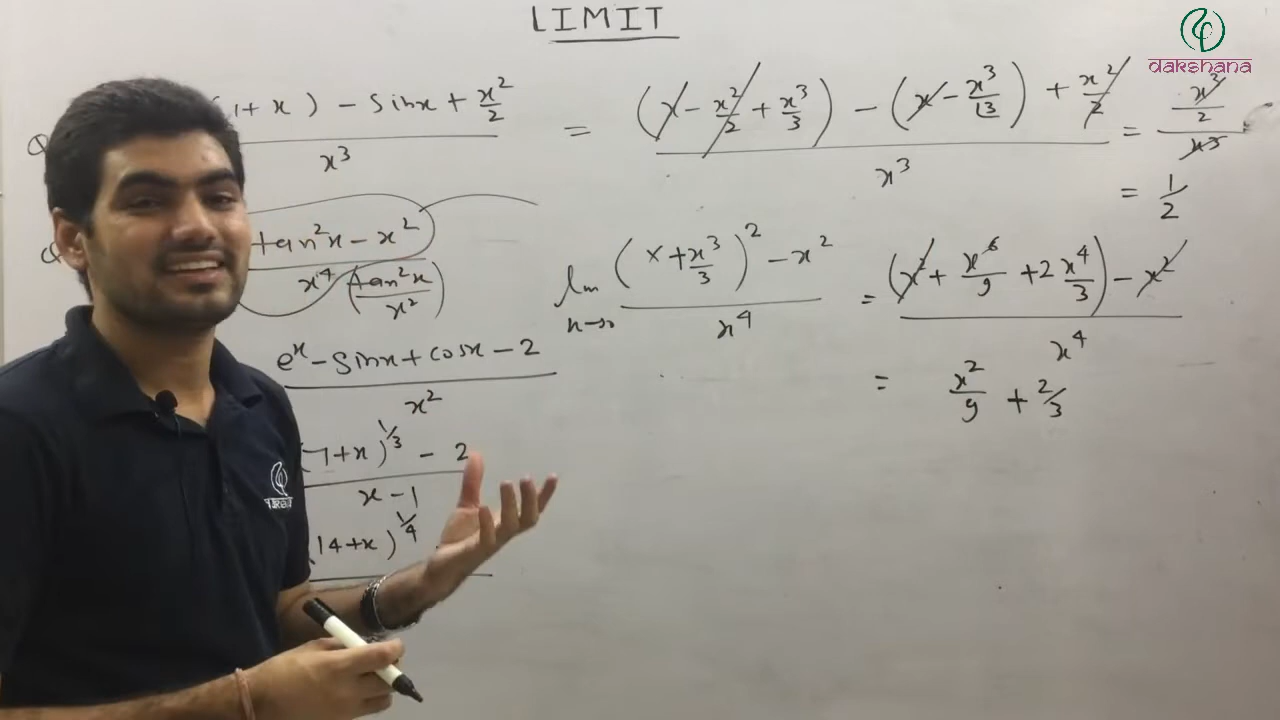 LIMIT
dakshana
(1+x) - sinx + x²/2
x³
= (x - x²/2 + x³/3) - (x - x³/⌊3) + x²/2
x³
= x³/2
x³
= 1/2
tan²x - x²
x⁴ (tan²x/x²)
lim x→0 (x + x³/3)² - x²
x⁴
= (x² + x⁶/9 + 2x⁴/3) - x²
x⁴
= x²/9 + 2/3
eˣ - sinx + cosx - 2
x²
(7+x)^1/3 - 2
x - 1
(14+x)^1/4